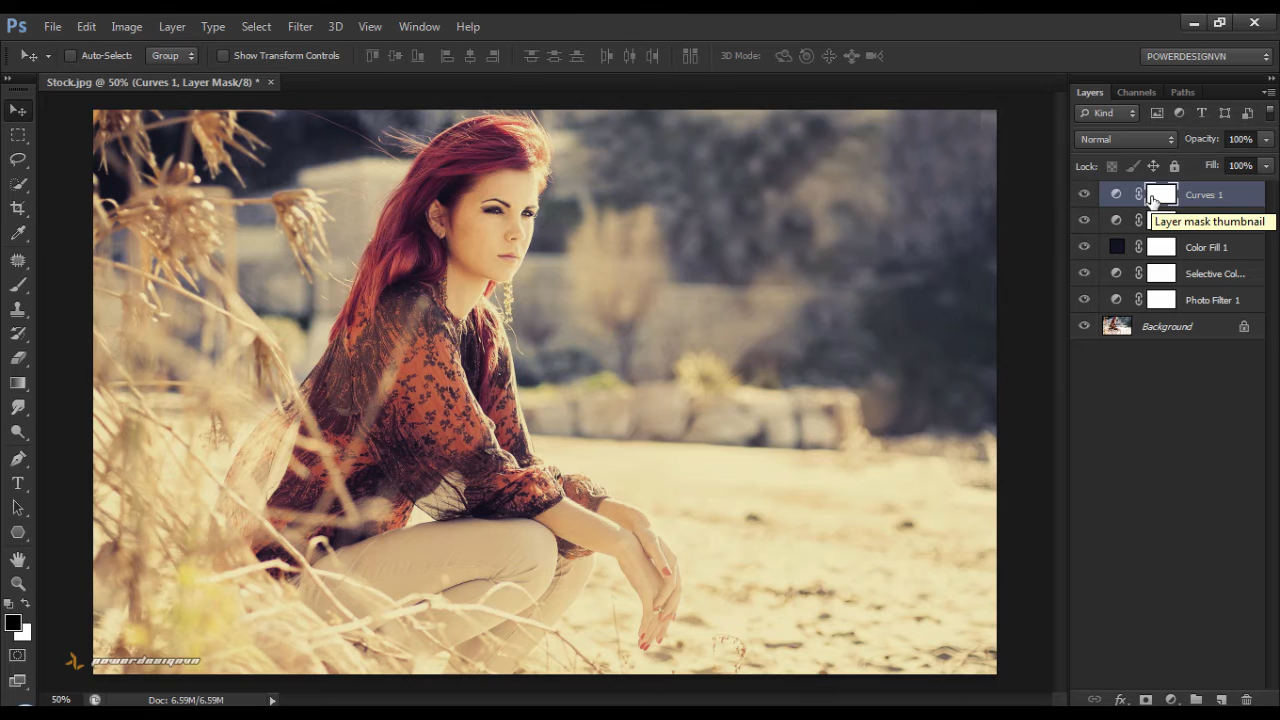 Ps File Edit Image Layer Type Select Filter 3D View Window Help
Auto-Select: Group Show Transform Controls 3D Mode: POWERDESIGNVN
Stock.jpg @ 50% (Curves 1, Layer Mask/8) * ×
Layers Channels Paths
Kind
Normal Opacity: 100%
Lock: Fill: 100%
Curves 1
Layer mask thumbnail
Color Fill 1
Selective Col...
Photo Filter 1
Background
powerdesignvn
50% Doc: 6.59M/6.59M
fx